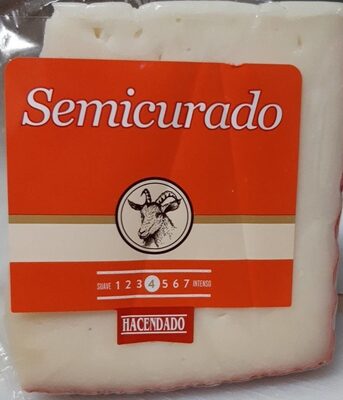 Semicurado
SUAVE 1 2 3 4 5 6 7 INTENSO
HACENDADO